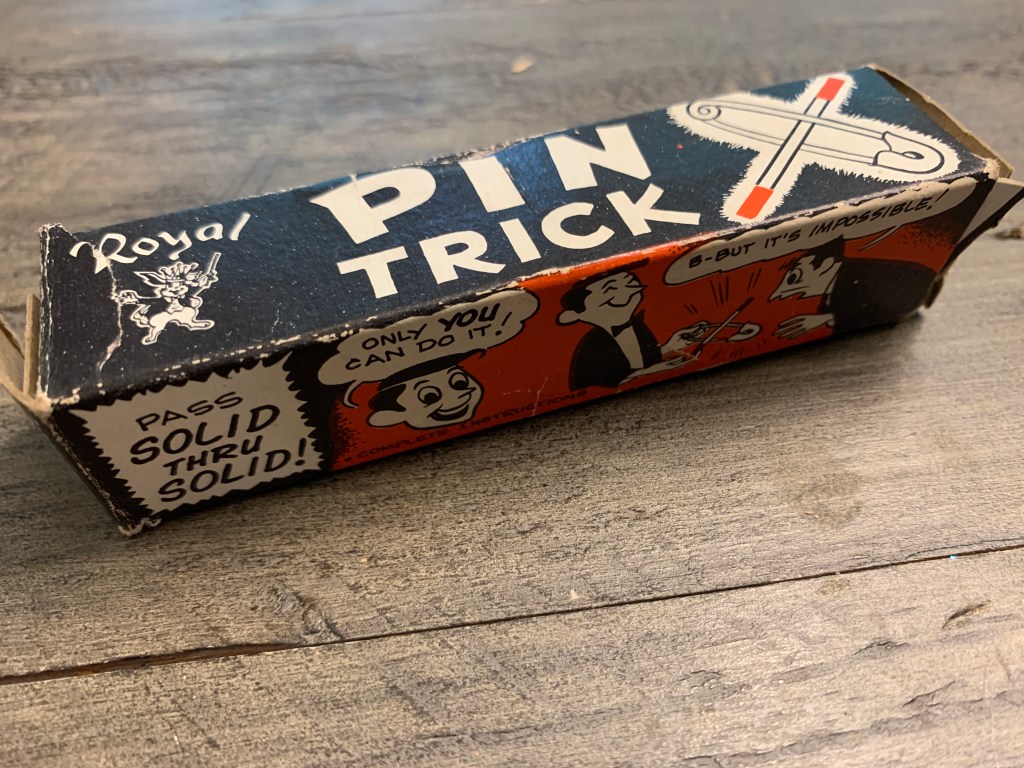 Royal
PIN
TRICK
PASS
SOLID
THRU
SOLID!
ONLY YOU
CAN DO IT!
B-BUT IT'S IMPOSSIBLE!
• COMPLETE INSTRUCTIONS